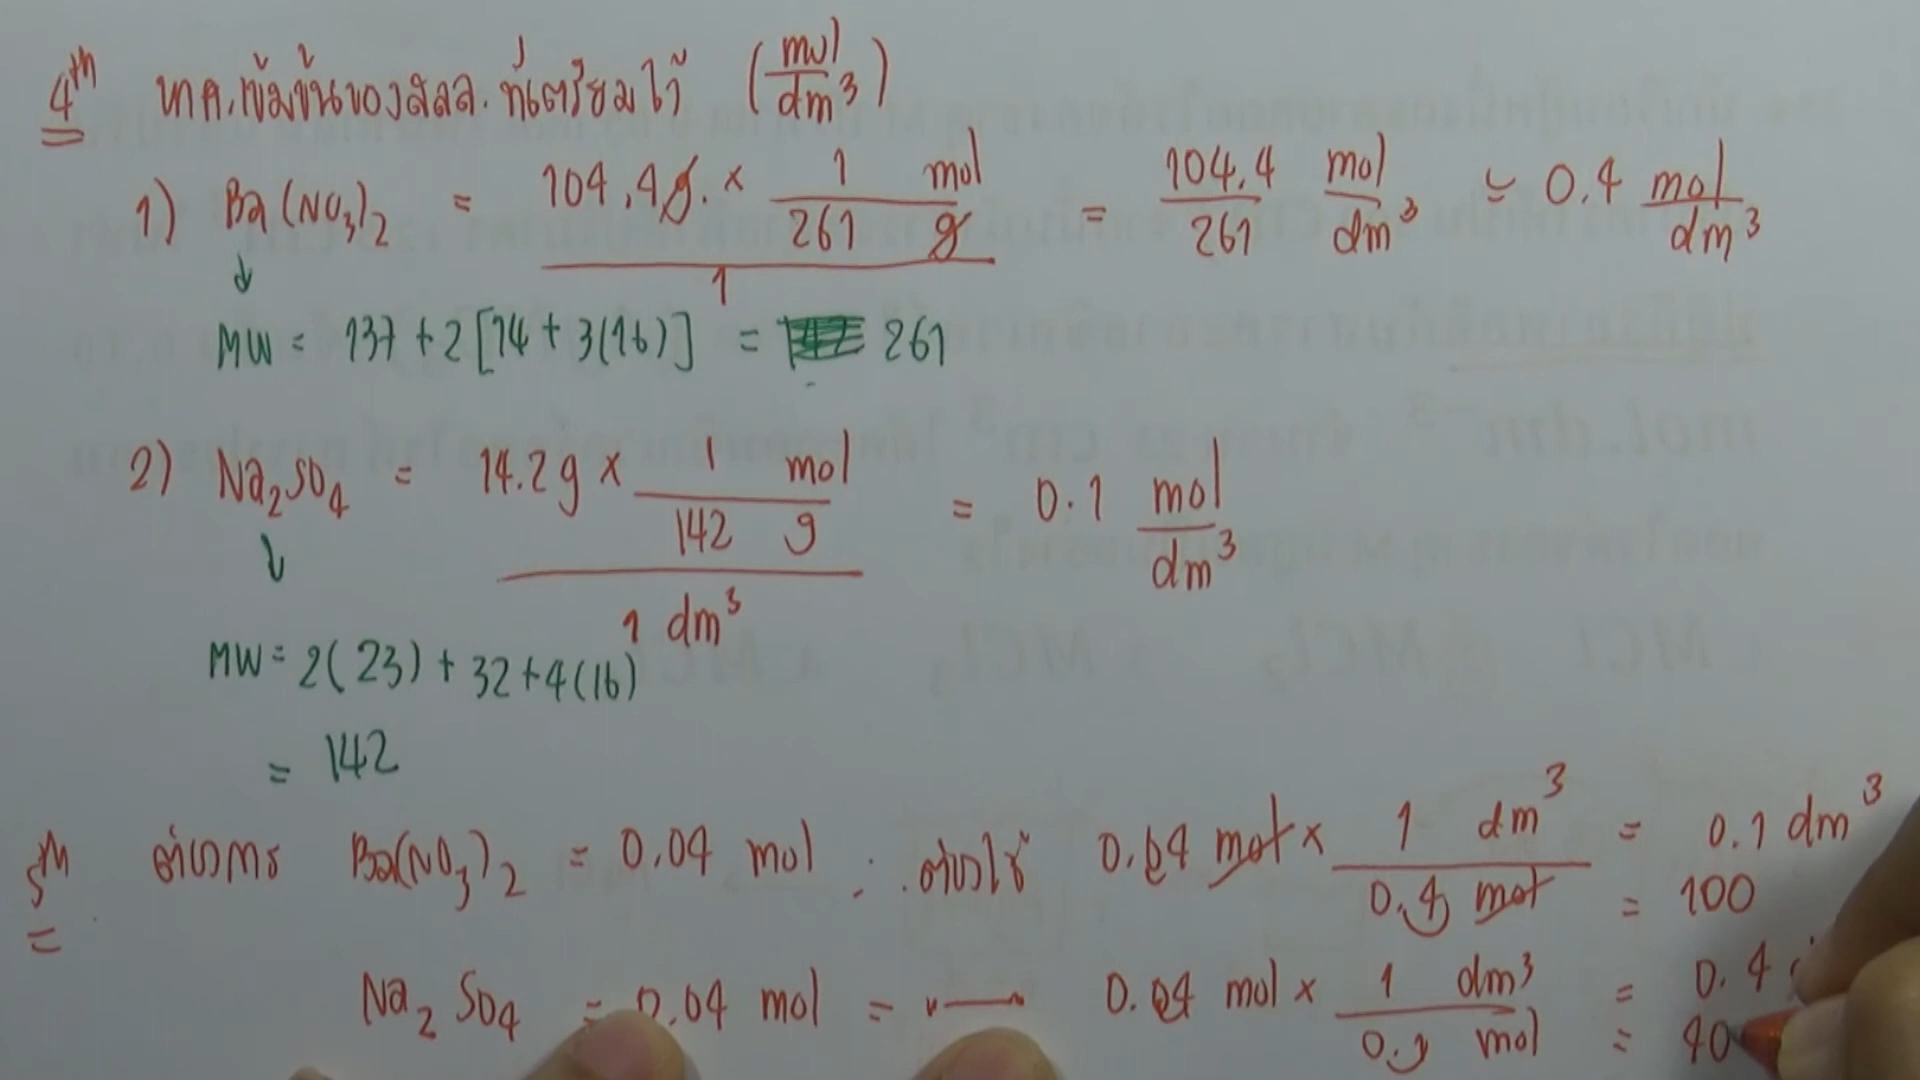 4th หาค.เข้มข้นของสลล.ที่เตรียมไว้ (mol/dm³)
1) Ba(NO₃)₂ = 104.4 g. × 1 mol / 261 g / 1 = 104.4/261 mol/dm³ ≃ 0.4 mol/dm³
↓
MW = 137 + 2[14 + 3(16)] = 261
2) Na₂SO₄ = 14.2 g × 1 mol / 142 g / 1 dm³ = 0.1 mol/dm³
↓
MW = 2(23) + 32 + 4(16)
= 142
5th ต้องการ Ba(NO₃)₂ = 0.04 mol ∴ ต้องใช้ 0.04 mol × 1 dm³ / 0.4 mol = 0.1 dm³
= 100
Na₂SO₄ = 0.04 mol = 0.04 mol × 1 dm³ / 0.1 mol = 0.4
= 40